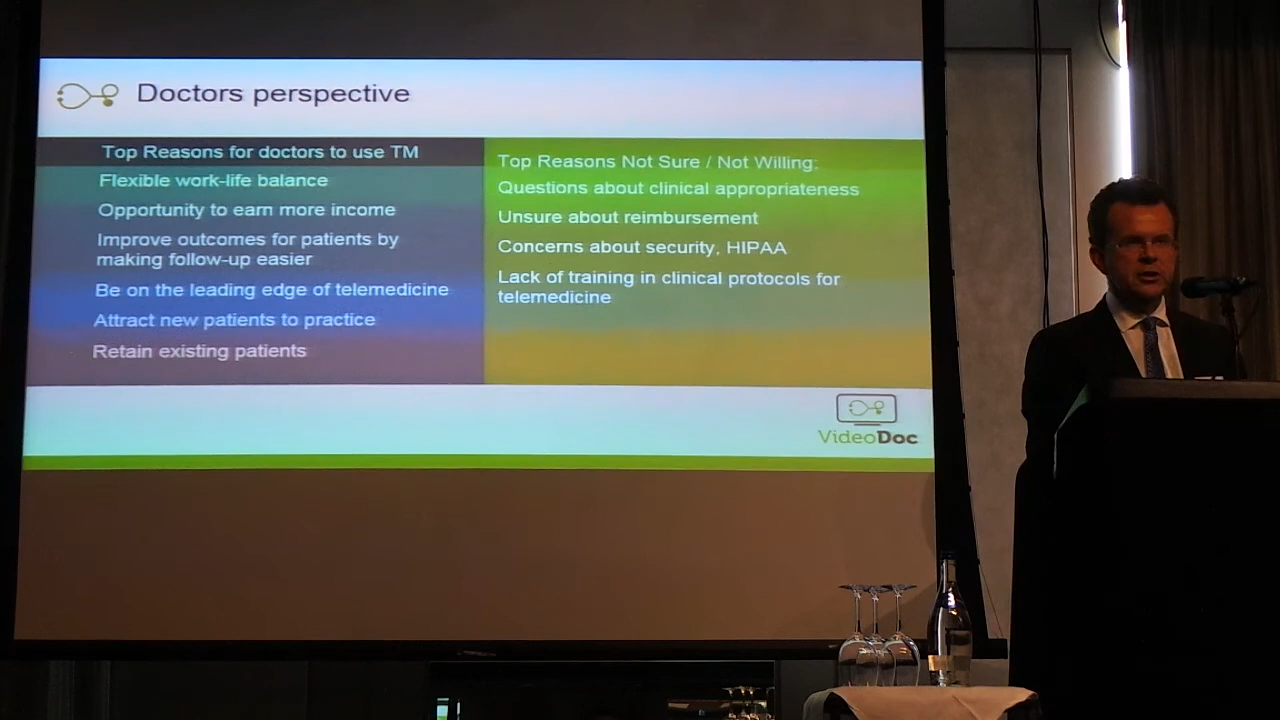 Doctors perspective
Top Reasons for doctors to use TM
Flexible work-life balance
Opportunity to earn more income
Improve outcomes for patients by
making follow-up easier
Be on the leading edge of telemedicine
Attract new patients to practice
Retain existing patients
Top Reasons Not Sure / Not Willing:
Questions about clinical appropriateness
Unsure about reimbursement
Concerns about security, HIPAA
Lack of training in clinical protocols for
telemedicine
VideoDoc